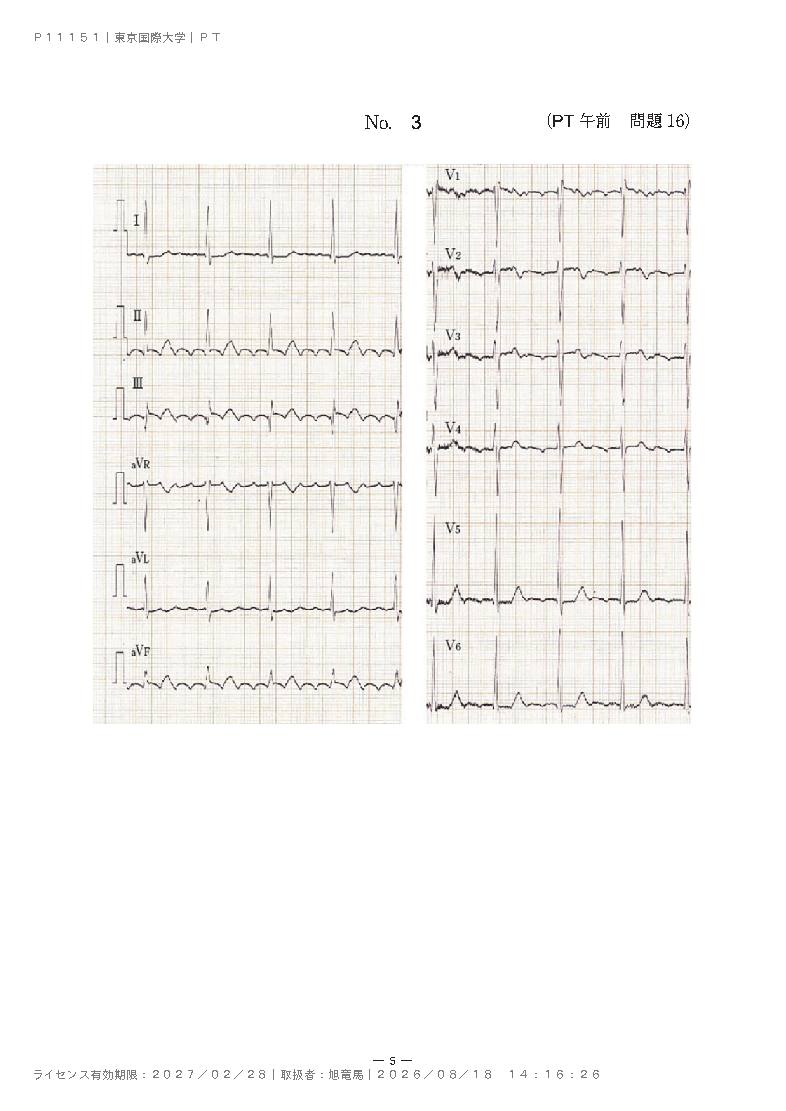 P11151|東京国際大学|PT
No. 3 (PT 午前 問題 16)
I
II
III
aVR
aVL
aVF
V1
V2
V3
V4
V5
V6
— 5 —
ライセンス有効期限:2027/02/28|取扱者:旭竜馬|2026/08/18 14:16:26